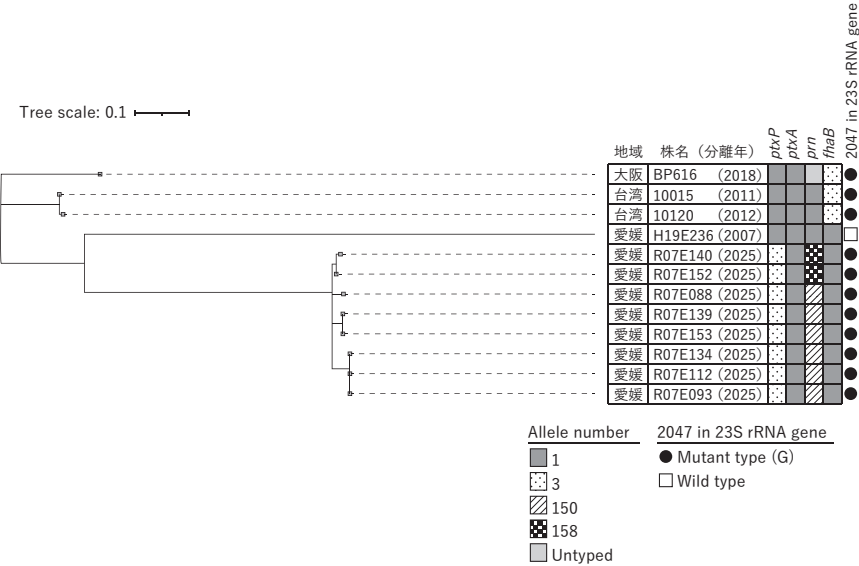 2047 in 23S rRNA gene
Tree scale: 0.1
地域 株名（分離年） ptxP ptxA prn fhaB
大阪 BP616 （2018）
台湾 10015 （2011）
台湾 10120 （2012）
愛媛 H19E236（2007）
愛媛 R07E140（2025）
愛媛 R07E152（2025）
愛媛 R07E088（2025）
愛媛 R07E139（2025）
愛媛 R07E153（2025）
愛媛 R07E134（2025）
愛媛 R07E112（2025）
愛媛 R07E093（2025）
Allele number
1
3
150
158
Untyped
2047 in 23S rRNA gene
Mutant type (G)
Wild type